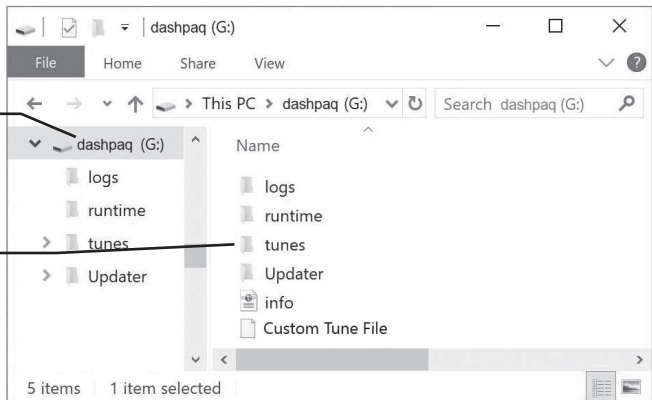 dashpaq (G:)
File Home Share View
This PC > dashpaq (G:) Search dashpaq (G:)
dashpaq (G:)
logs
runtime
tunes
Updater
Name
logs
runtime
tunes
Updater
info
Custom Tune File
5 items 1 item selected